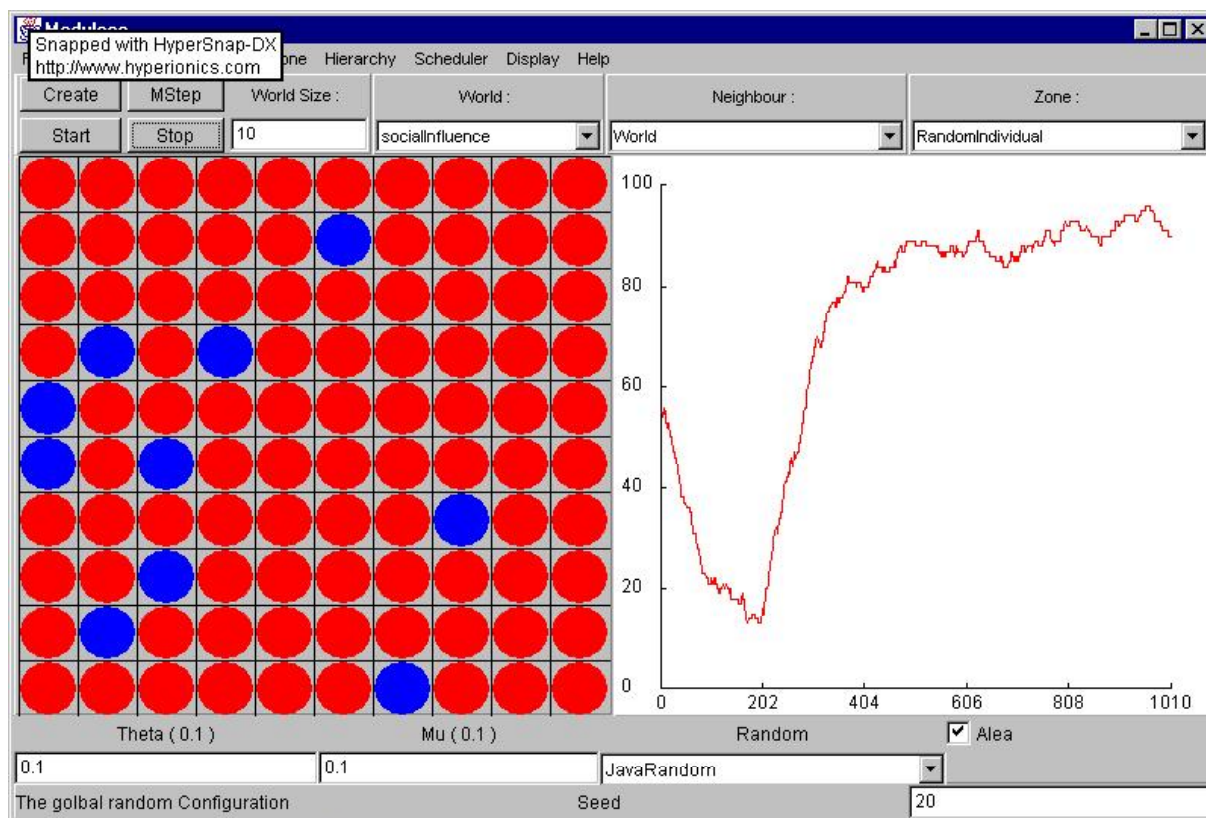 Snapped with HyperSnap-DX
http://www.hyperionics.com
Hierarchy Scheduler Display Help
Create MStep World Size : World : Neighbour : Zone :
Start Stop 10 socialInfluence World RandomIndividual
100
80
60
40
20
0
0 202 404 606 808 1010
Theta ( 0.1 ) Mu ( 0.1 ) Random Alea
0.1 0.1 JavaRandom
The golbal random Configuration Seed 20